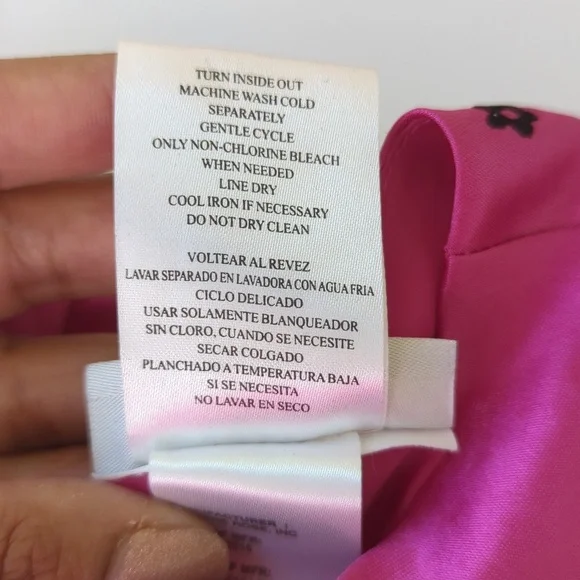 TURN INSIDE OUT
MACHINE WASH COLD
SEPARATELY
GENTLE CYCLE
ONLY NON-CHLORINE BLEACH
WHEN NEEDED
LINE DRY
COOL IRON IF NECESSARY
DO NOT DRY CLEAN
VOLTEAR AL REVEZ
LAVAR SEPARADO EN LAVADORA CON AGUA FRIA
CICLO DELICADO
USAR SOLAMENTE BLANQUEADOR
SIN CLORO, CUANDO SE NECESITE
SECAR COLGADO
PLANCHADO A TEMPERATURA BAJA
SI SE NECESITA
NO LAVAR EN SECO